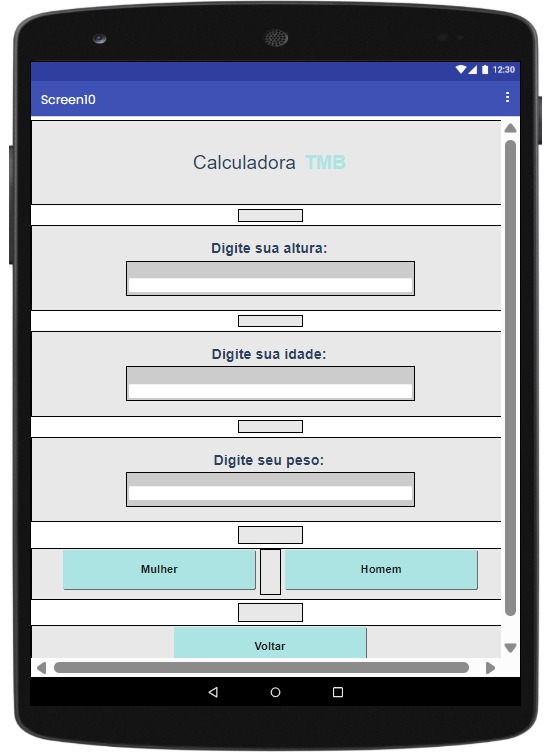 12:30
Screen10
Calculadora TMB
Digite sua altura:
Digite sua idade:
Digite seu peso:
Mulher Homem
Voltar